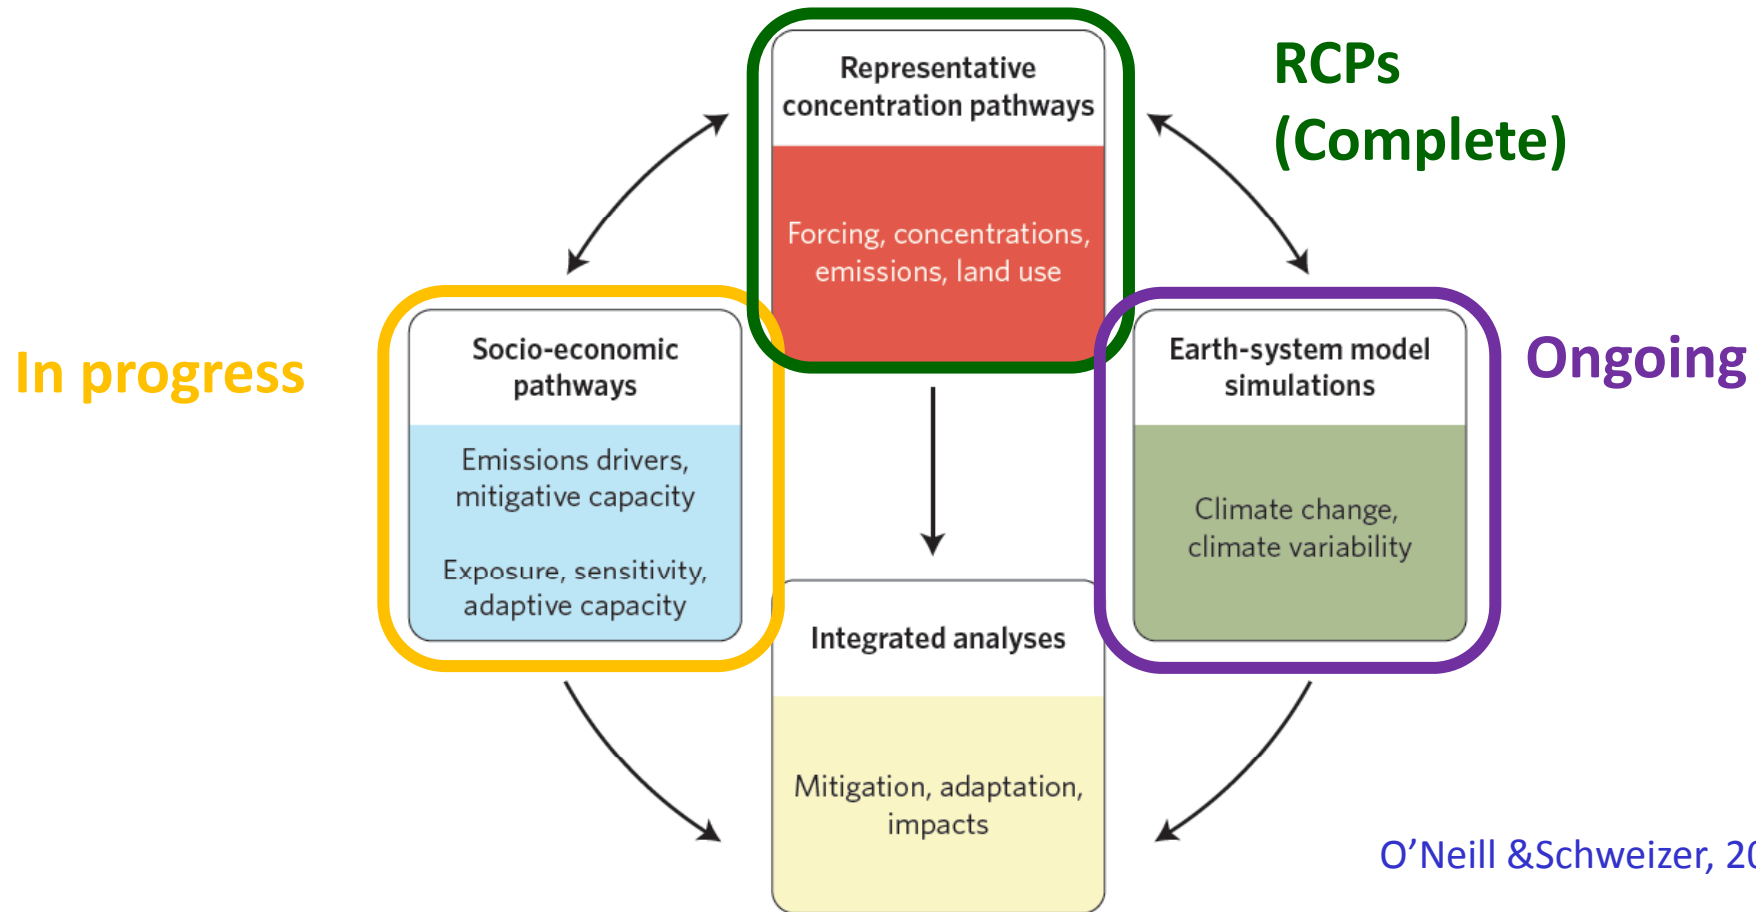 Representative
concentration pathways
Forcing, concentrations,
emissions, land use
RCPs
(Complete)
In progress
Socio-economic
pathways
Emissions drivers,
mitigative capacity
Exposure, sensitivity,
adaptive capacity
Earth-system model
simulations
Climate change,
climate variability
Ongoing
Integrated analyses
Mitigation, adaptation,
impacts
O’Neill &Schweizer,